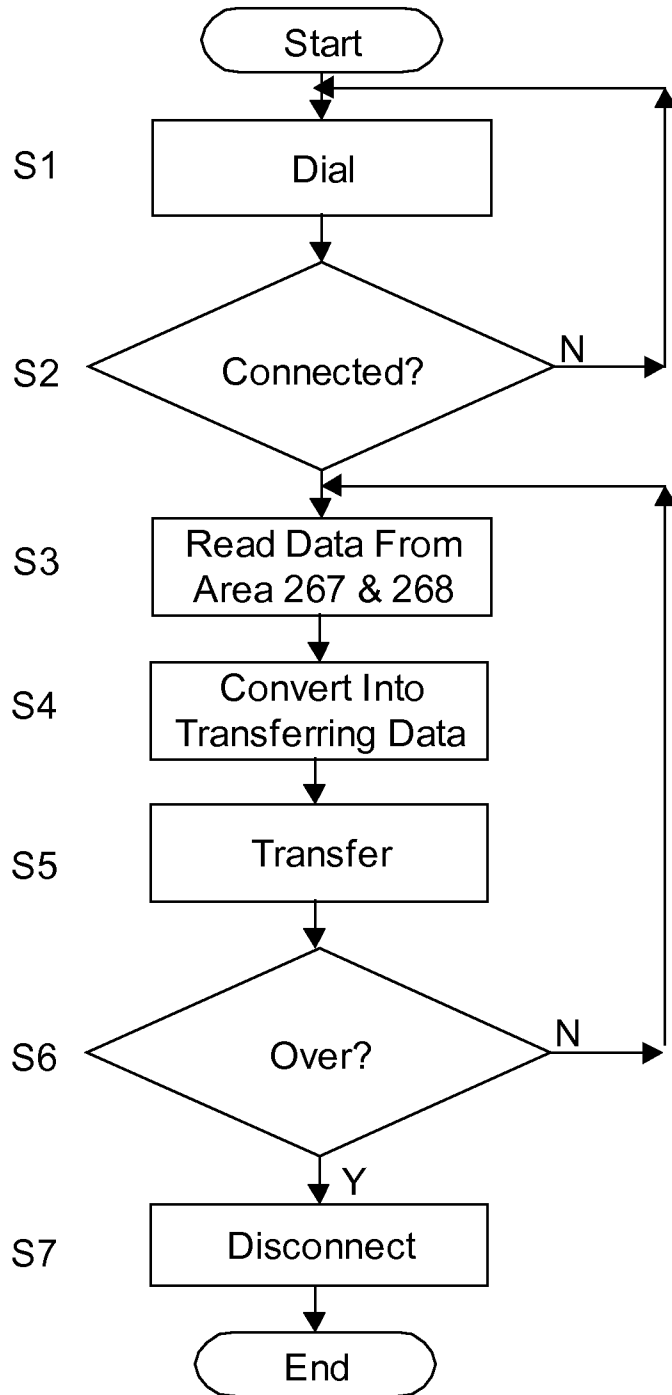 Start
S1
Dial
S2
Connected?
N
S3
Read Data From
Area 267 & 268
S4
Convert Into
Transferring Data
S5
Transfer
S6
Over?
N
Y
S7
Disconnect
End